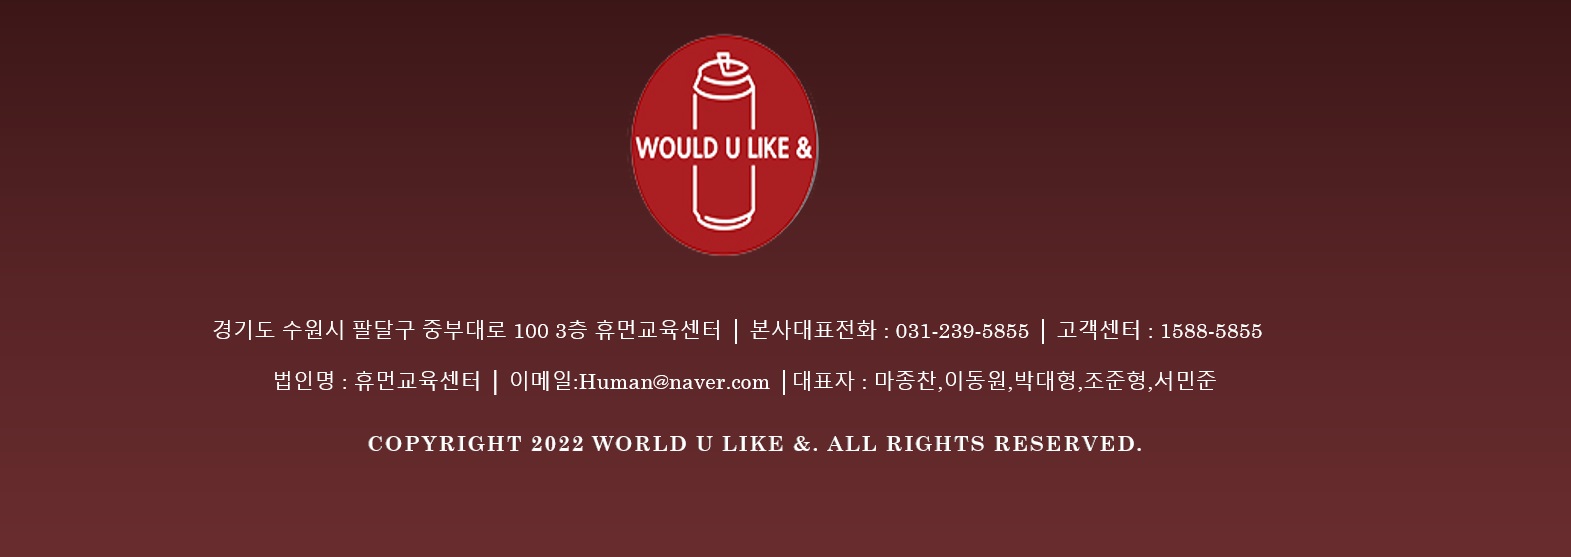 WOULD U LIKE &
경기도 수원시 팔달구 중부대로 100 3층 휴먼교육센터 | 본사대표전화 : 031-239-5855 | 고객센터 : 1588-5855
법인명 : 휴먼교육센터 | 이메일:Human@naver.com |대표자 : 마종찬,이동원,박대형,조준형,서민준
COPYRIGHT 2022 WORLD U LIKE &. ALL RIGHTS RESERVED.